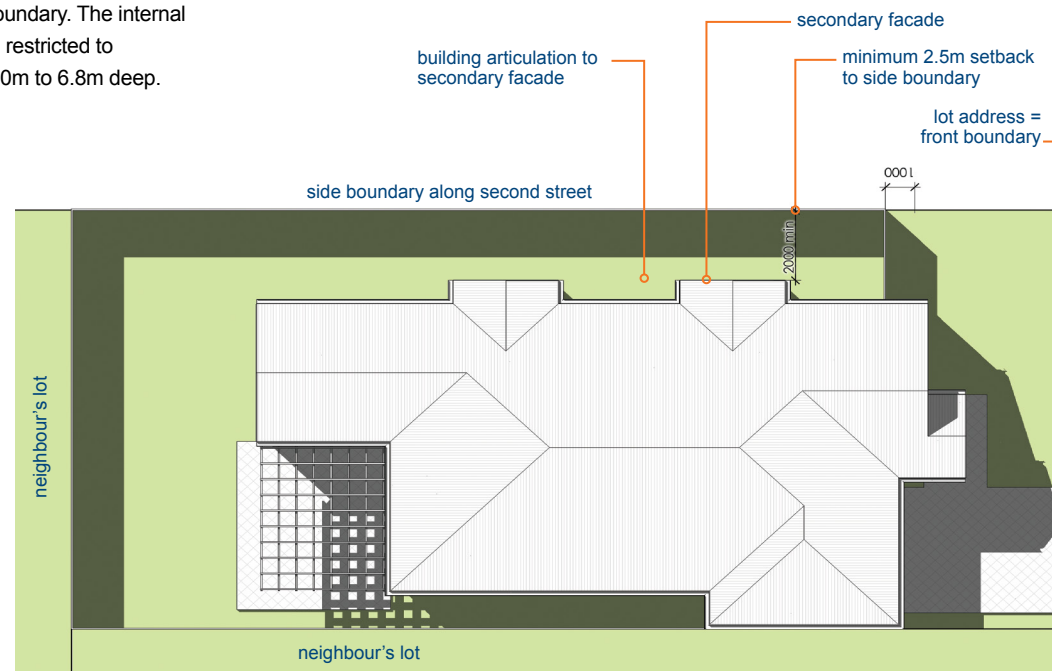 oundary. The internal
restricted to
0m to 6.8m deep.
secondary facade
building articulation to
secondary facade
minimum 2.5m setback
to side boundary
lot address =
front boundary
side boundary along second street
1000
2000 min
neighbour's lot
neighbour's lot